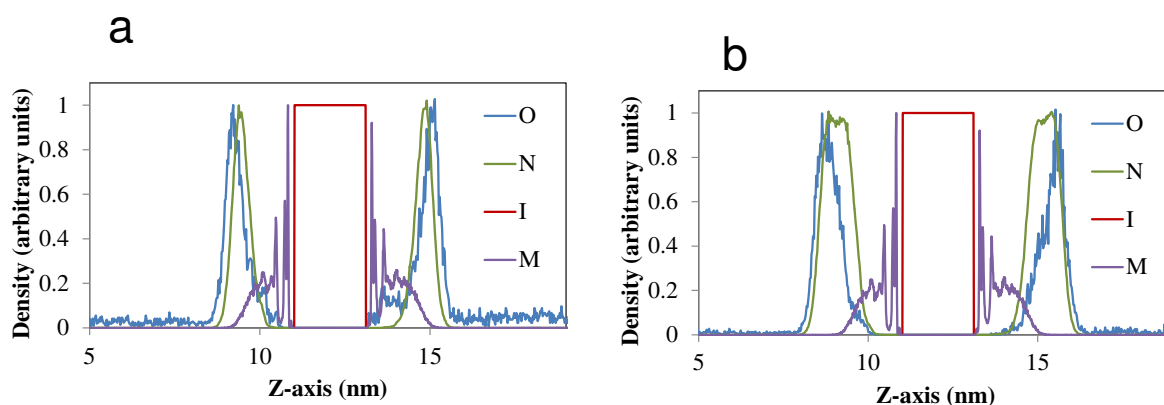 a
Density (arbitrary units)
1
0.8
0.6
0.4
0.2
0
5
10
15
Z-axis (nm)
O
N
I
M
b
Density (arbitrary units)
1
0.8
0.6
0.4
0.2
0
5
10
15
Z-axis (nm)
O
N
I
M